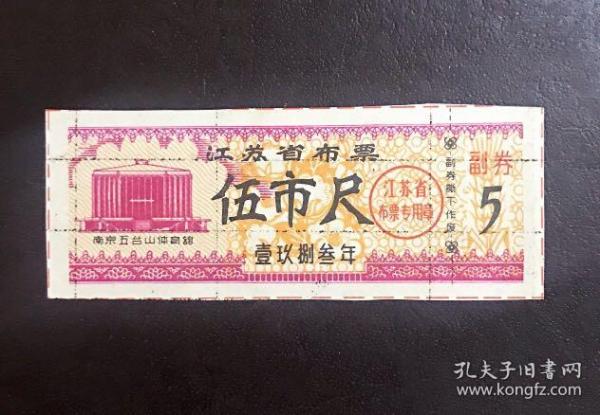 江苏省布票
伍市尺
壹玖捌叁年
南京五台山体育館
江苏省
布票专用章
副券撕下作废
副券
5
孔夫子旧书网
www.kongfz.com